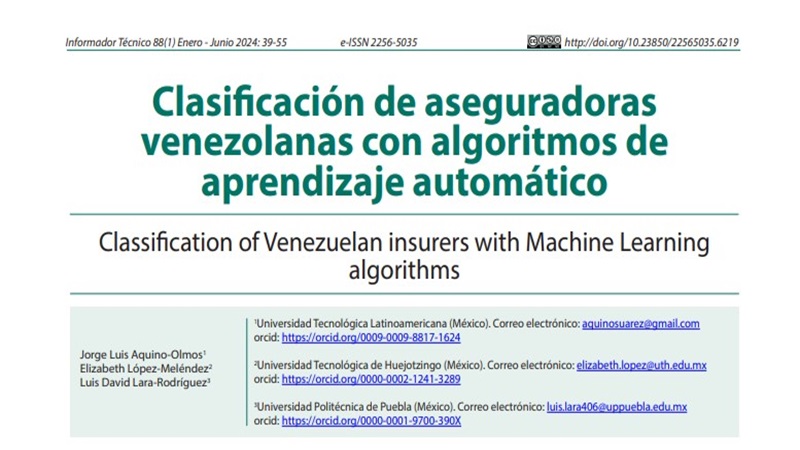 Informador Técnico 88(1) Enero - Junio 2024: 39-55 e-ISSN 2256-5035 http://doi.org/10.23850/22565035.6219
Clasificación de aseguradoras
venezolanas con algoritmos de
aprendizaje automático
Classification of Venezuelan insurers with Machine Learning
algorithms
Jorge Luis Aquino-Olmos¹
Elizabeth López-Meléndez²
Luis David Lara-Rodríguez³
¹Universidad Tecnológica Latinoamericana (México). Correo electrónico: aquinosuarez@gmail.com
orcid: https://orcid.org/0009-0009-8817-1624
²Universidad Tecnológica de Huejotzingo (México). Correo electrónico: elizabeth.lopez@uth.edu.mx
orcid: https://orcid.org/0000-0002-1241-3289
³Universidad Politécnica de Puebla (México). Correo electrónico: luis.lara406@uppuebla.edu.mx
orcid: https://orcid.org/0000-0001-9700-390X